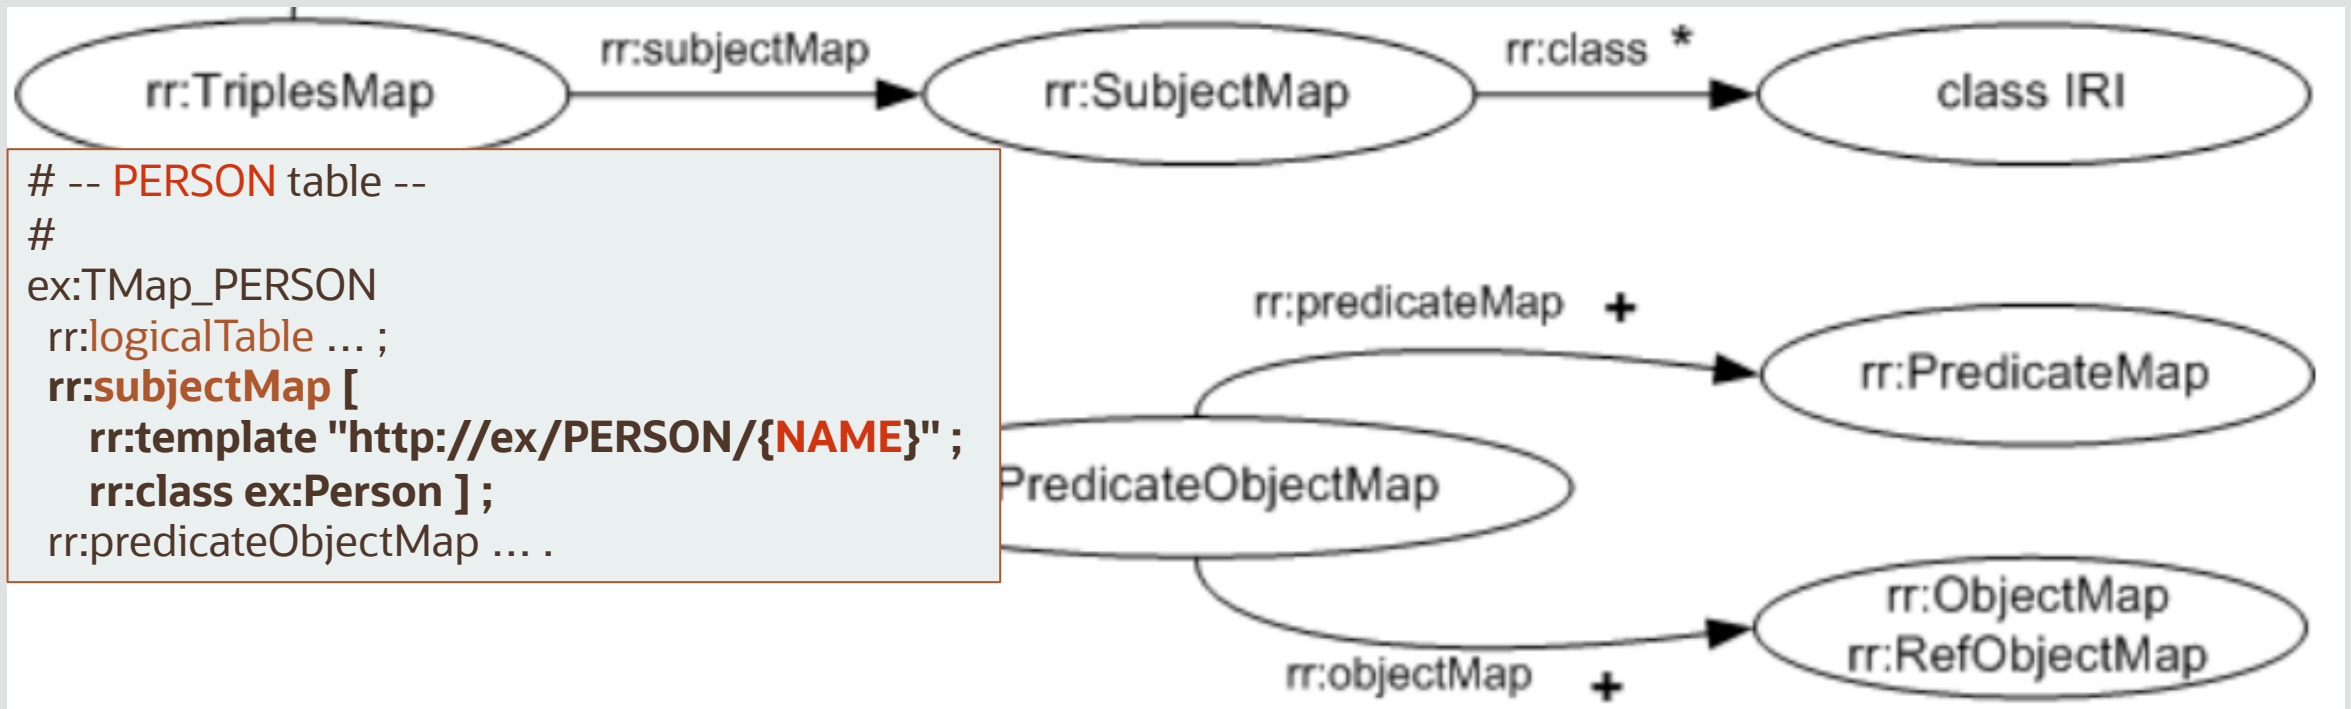 rr:subjectMap
rr:class *
rr:TriplesMap
rr:SubjectMap
class IRI
# -- PERSON table --
#
ex:TMap_PERSON
rr:logicalTable ... ;
rr:subjectMap [
rr:template "http://ex/PERSON/{NAME}" ;
rr:class ex:Person ] ;
rr:predicateObjectMap ... .
rr:predicateMap +
rr:PredicateMap
PredicateObjectMap
rr:ObjectMap
rr:RefObjectMap
rr:objectMap +